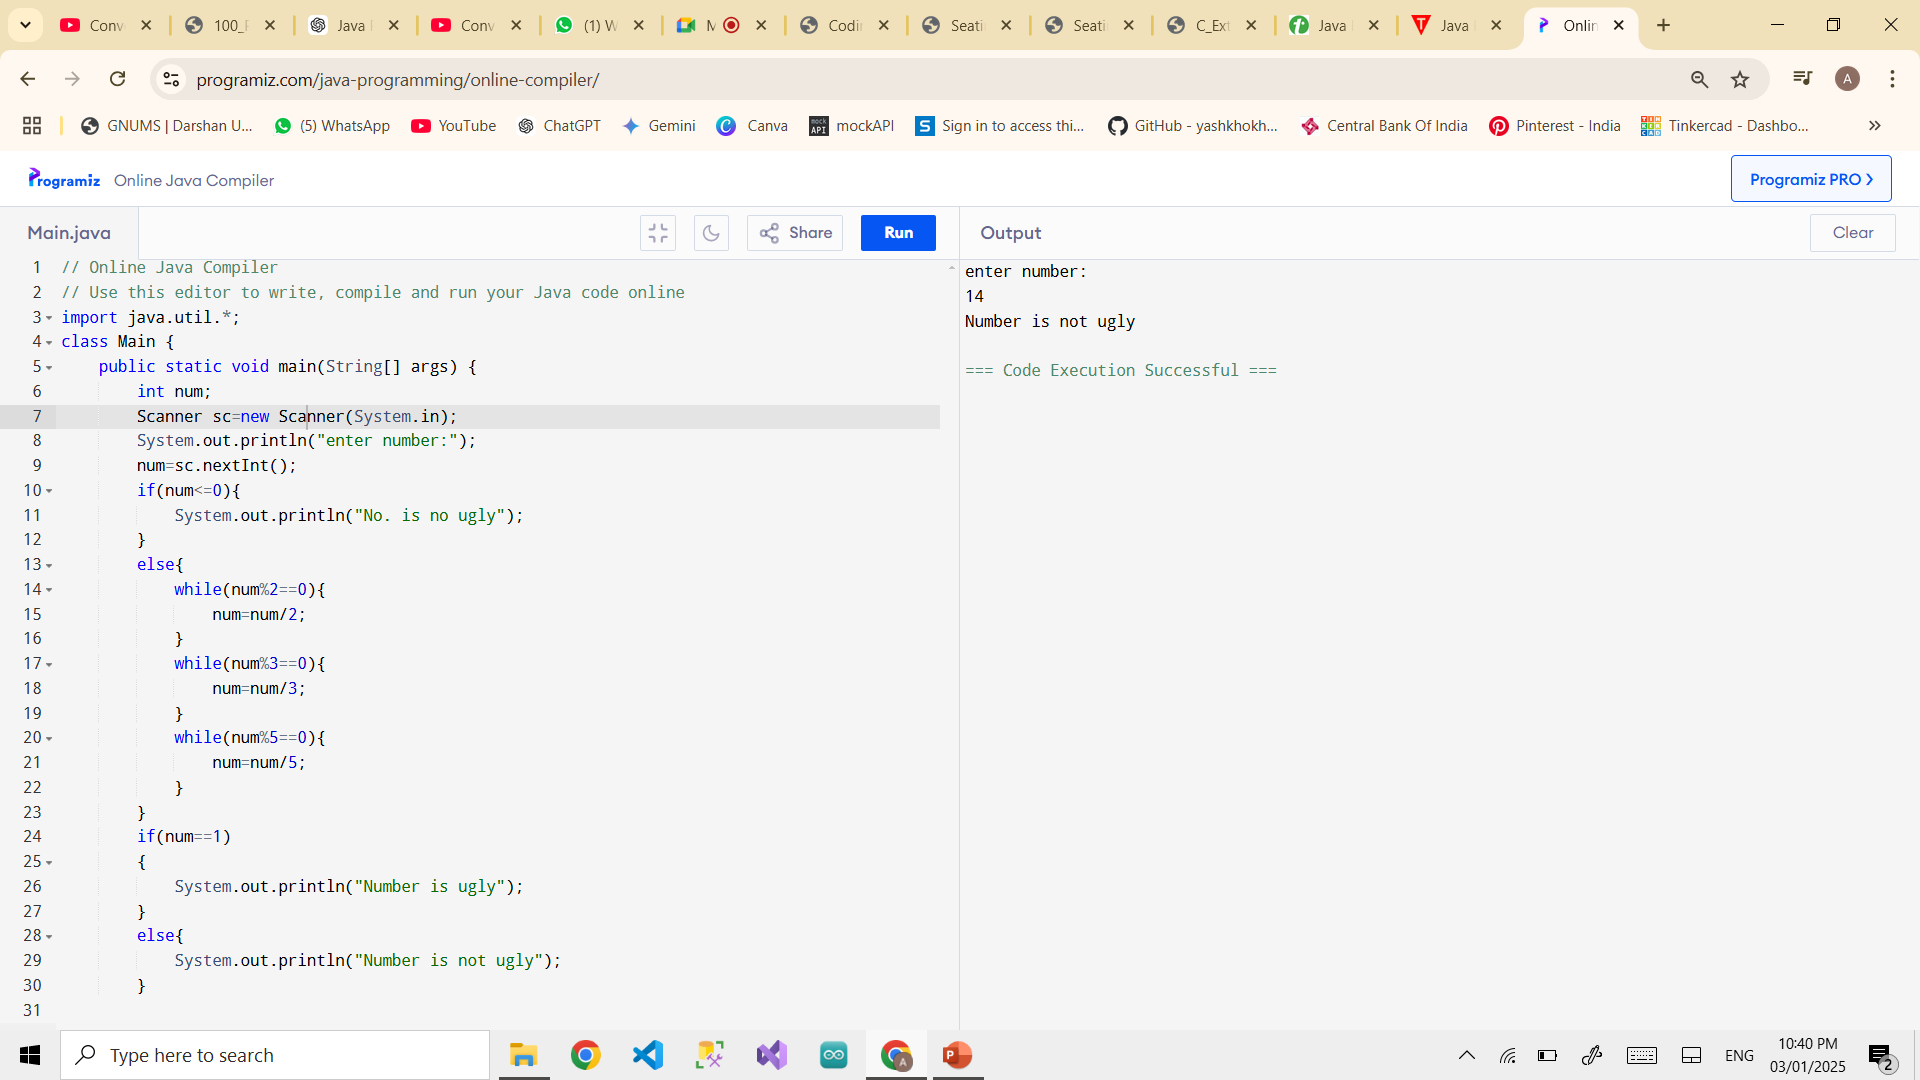 Conv
100_
Java
Conv
(1) W
M
Codi
Seati
Seati
C_Ext
Java
Java
Onlin
programiz.com/java-programming/online-compiler/
A
GNUMS | Darshan U...
(5) WhatsApp
YouTube
ChatGPT
Gemini
Canva
mock API
mockAPI
Sign in to access thi...
GitHub - yashkhokh...
Central Bank Of India
Pinterest - India
Tinkercad - Dashbo...
Programiz
Online Java Compiler
Programiz PRO
Main.java
Share
Run
Output
Clear
1 // Online Java Compiler
2 // Use this editor to write, compile and run your Java code online
3 import java.util.*;
4 class Main {
5 public static void main(String[] args) {
6 int num;
7 Scanner sc=new Scanner(System.in);
8 System.out.println("enter number:");
9 num=sc.nextInt();
10 if(num<=0){
11 System.out.println("No. is no ugly");
12 }
13 else{
14 while(num%2==0){
15 num=num/2;
16 }
17 while(num%3==0){
18 num=num/3;
19 }
20 while(num%5==0){
21 num=num/5;
22 }
23 }
24 if(num==1)
25 {
26 System.out.println("Number is ugly");
27 }
28 else{
29 System.out.println("Number is not ugly");
30 }
31
enter number:
14
Number is not ugly
=== Code Execution Successful ===
Type here to search
ENG
10:40 PM
03/01/2025
2